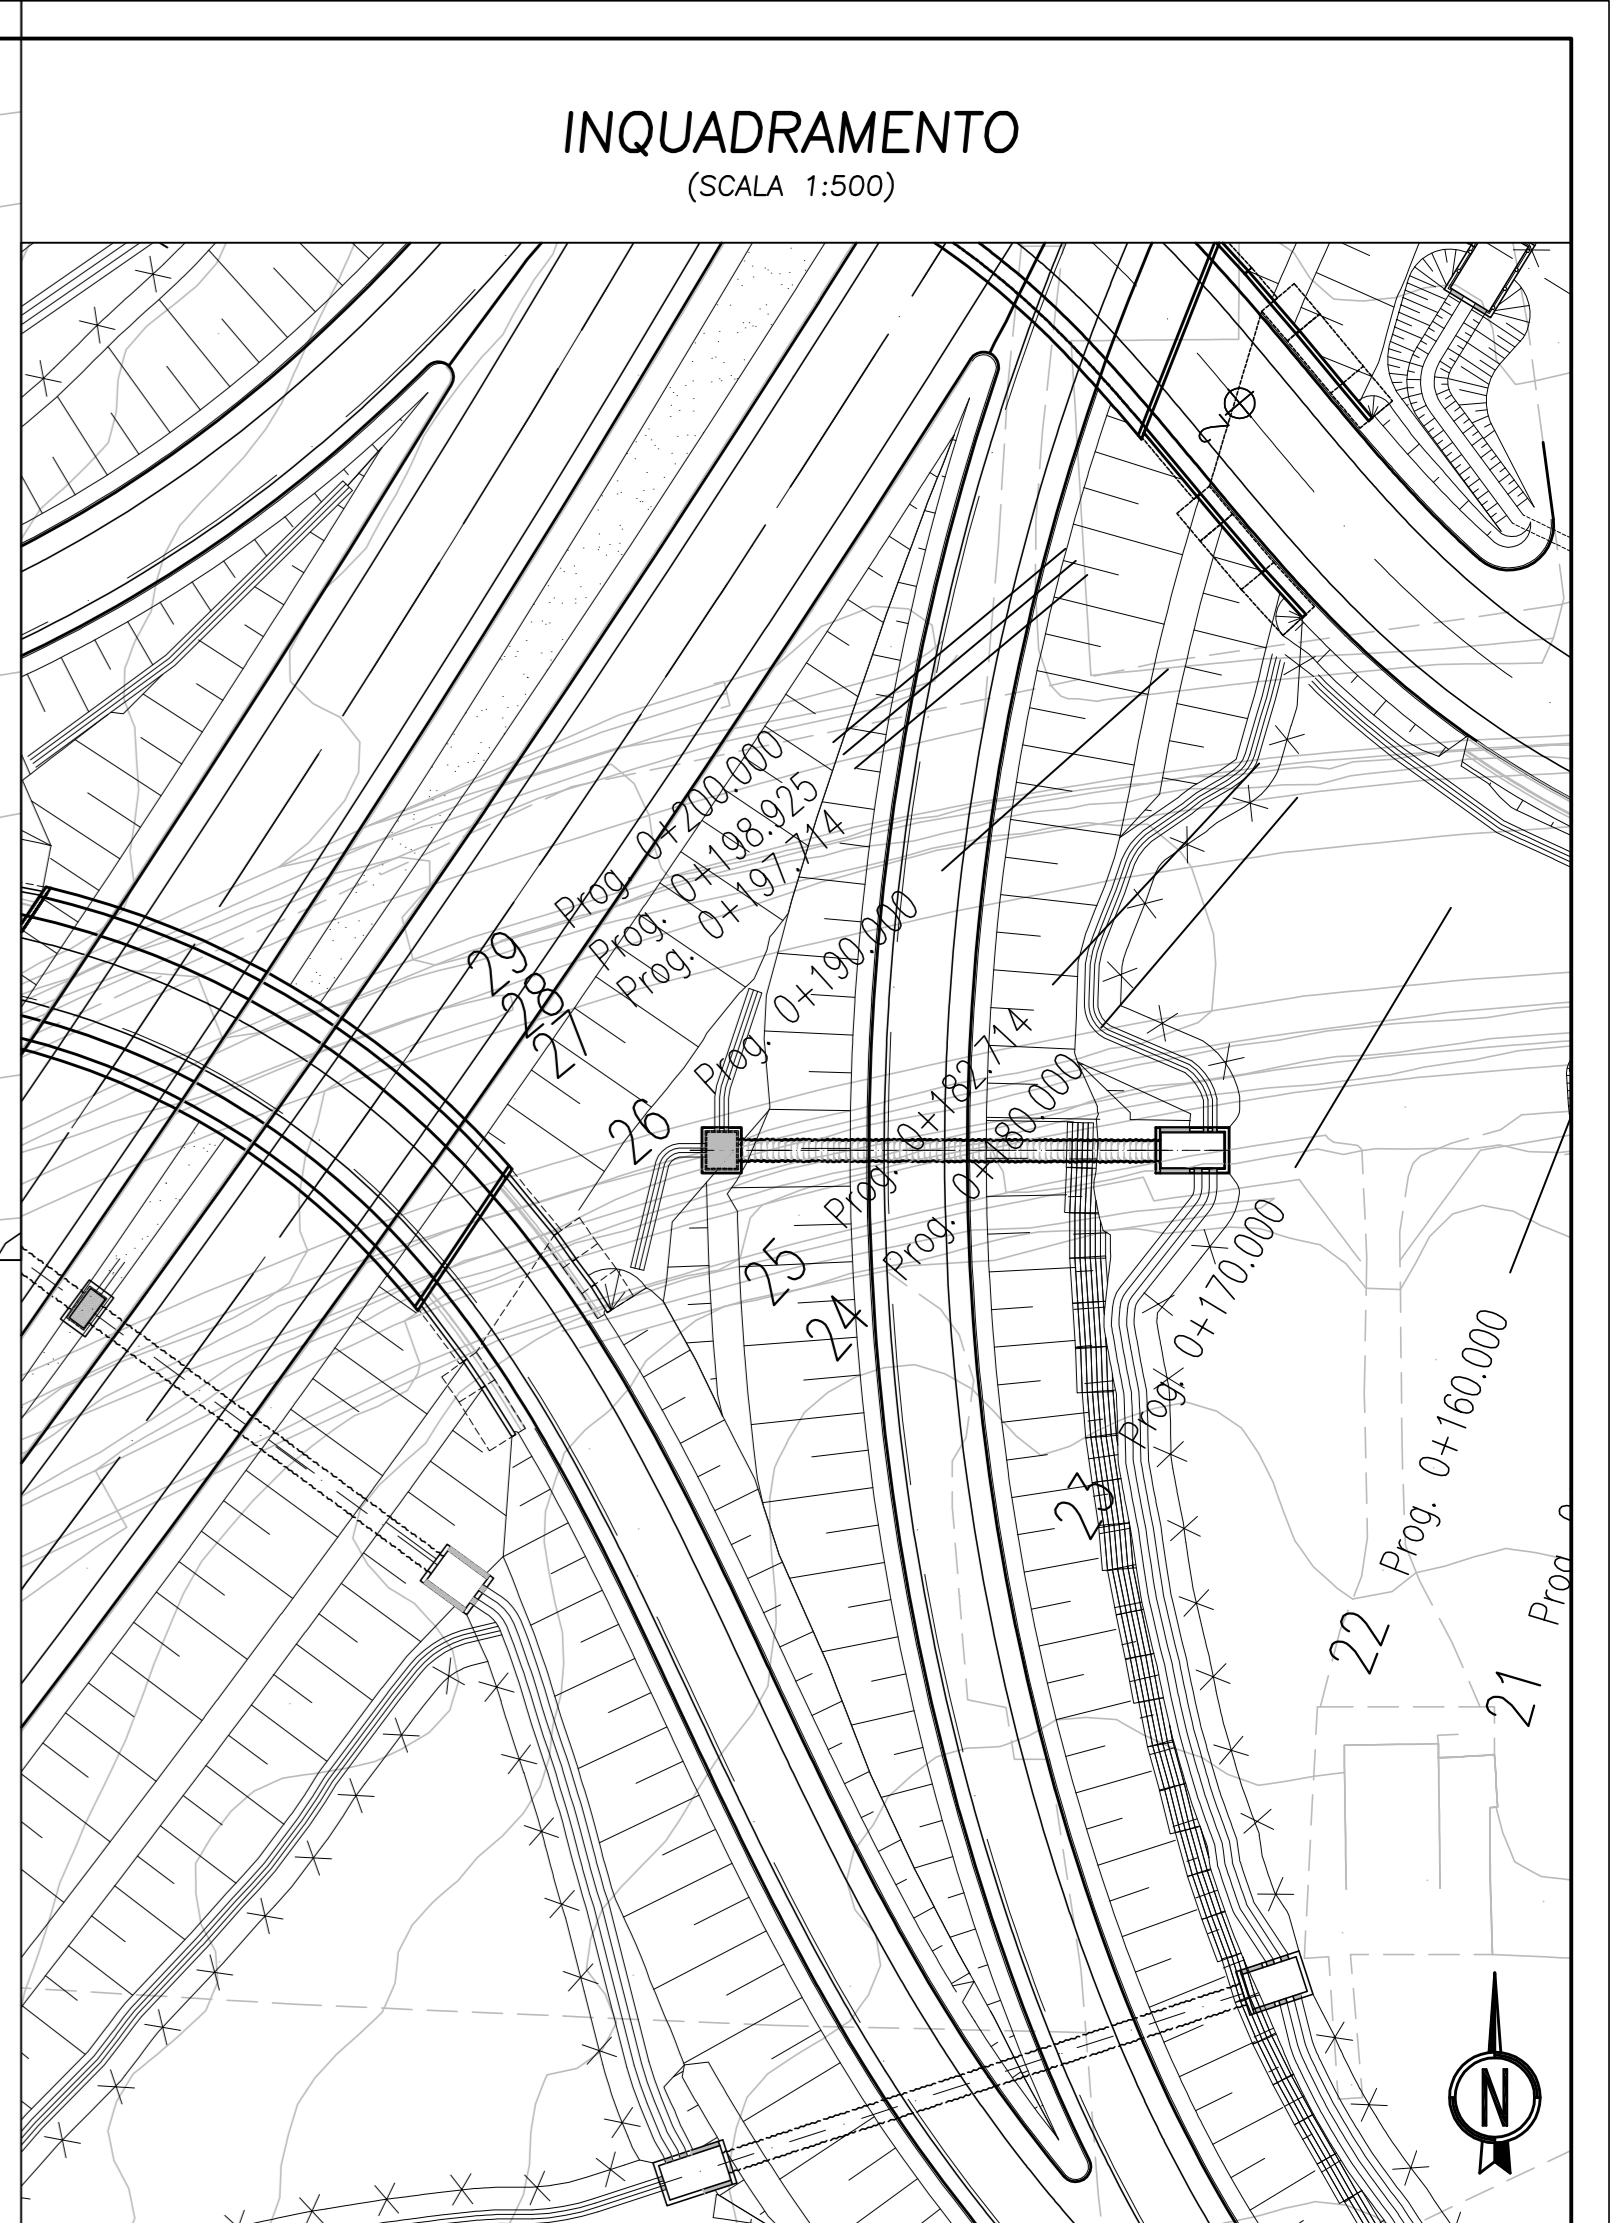 INQUADRAMENTO
(SCALA 1:500)
29 Prog. 0+200.000
28 Prog. 0+198.925
27 Prog. 0+197.714
26 Prog. 0+190.000
25 Prog. 0+182.714
24 Prog. 0+180.000
23 Prog. 0+170.000
22 Prog. 0+160.000
21 Prog.
N